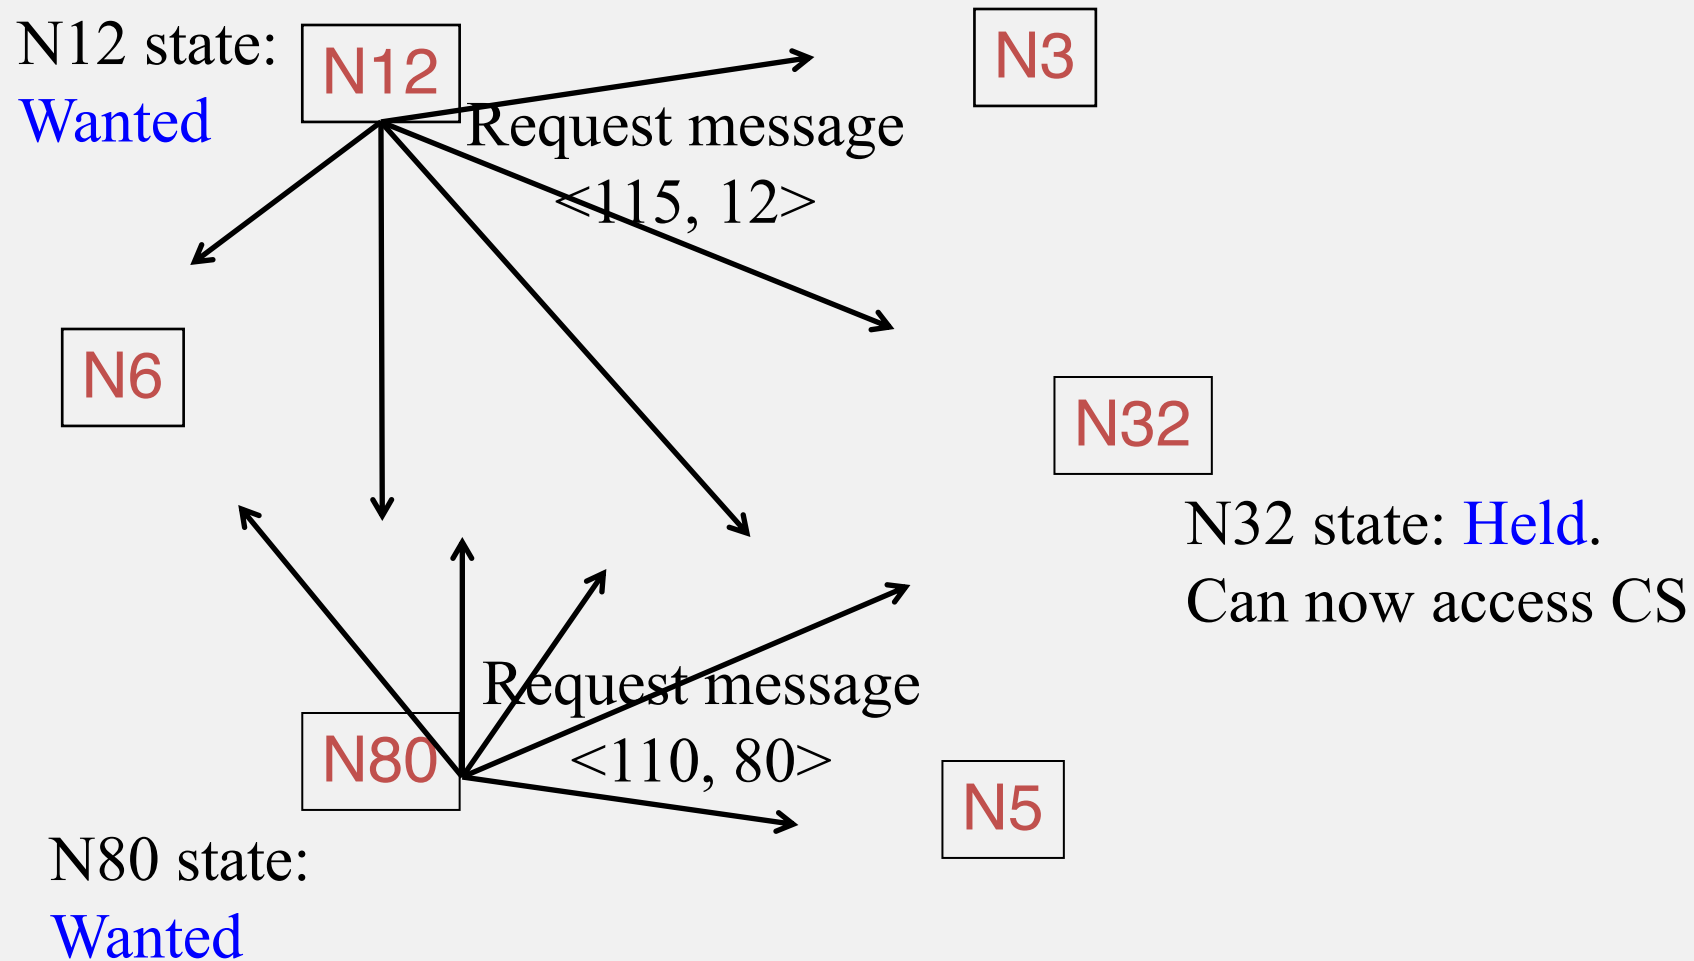 N12 state:
Wanted
N12
N3
Request message
<115, 12>
N6
N32
N32 state: Held.
Can now access CS
Request message
<110, 80>
N80
N5
N80 state:
Wanted